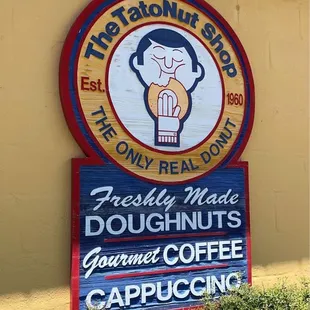 The TatoNut Shop
Est. 1960
THE ONLY REAL DONUT
Freshly Made
DOUGHNUTS
Gourmet COFFEE
CAPPUCCINO